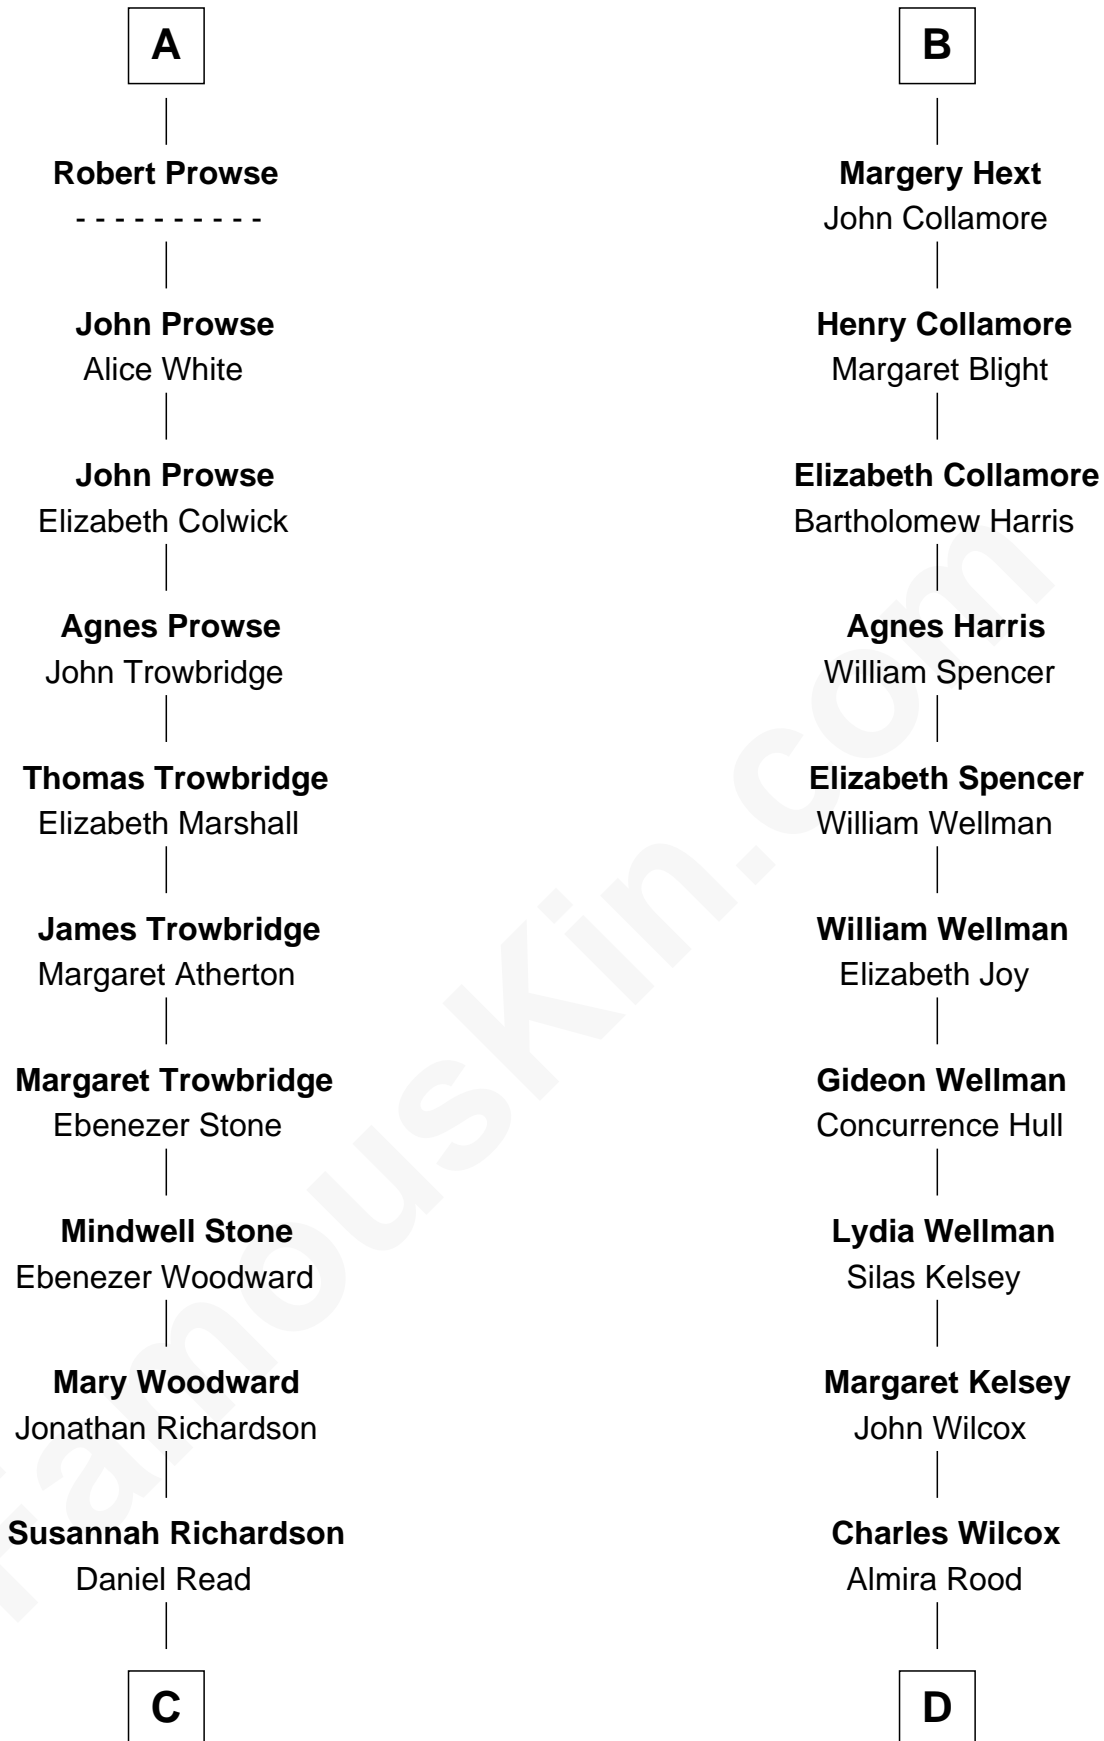 A
Robert Prowse
- - - - - - - - - -
John Prowse
Alice White
John Prowse
Elizabeth Colwick
Agnes Prowse
John Trowbridge
Thomas Trowbridge
Elizabeth Marshall
James Trowbridge
Margaret Atherton
Margaret Trowbridge
Ebenezer Stone
Mindwell Stone
Ebenezer Woodward
Mary Woodward
Jonathan Richardson
Susannah Richardson
Daniel Read
C
B
Margery Hext
John Collamore
Henry Collamore
Margaret Blight
Elizabeth Collamore
Bartholomew Harris
Agnes Harris
William Spencer
Elizabeth Spencer
William Wellman
William Wellman
Elizabeth Joy
Gideon Wellman
Concurrence Hull
Lydia Wellman
Silas Kelsey
Margaret Kelsey
John Wilcox
Charles Wilcox
Almira Rood
D
FamousKin.com